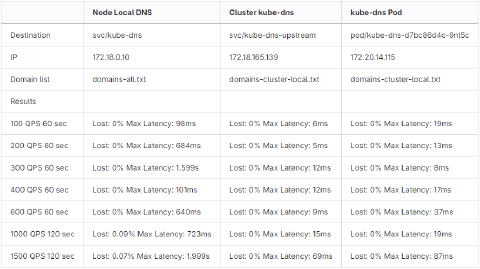 Node Local DNS Cluster kube-dns kube-dns Pod
Destination svc/kube-dns svc/kube-dns-upstream pod/kube-dns-d7bc86d4c-9nl5c
IP 172.18.0.10 172.18.165.139 172.20.14.115
Domain list domains-all.txt domains-cluster-local.txt domains-cluster-local.txt
Results
100 QPS 60 sec Lost: 0% Max Latency: 98ms Lost: 0% Max Latency: 6ms Lost: 0% Max Latency: 19ms
200 QPS 60 sec Lost: 0% Max Latency: 684ms Lost: 0% Max Latency: 5ms Lost: 0% Max Latency: 13ms
300 QPS 60 sec Lost: 0% Max Latency: 1.599s Lost: 0% Max Latency: 12ms Lost: 0% Max Latency: 8ms
400 QPS 60 sec Lost: 0% Max Latency: 101ms Lost: 0% Max Latency: 12ms Lost: 0% Max Latency: 17ms
600 QPS 60 sec Lost: 0% Max Latency: 640ms Lost: 0% Max Latency: 9ms Lost: 0% Max Latency: 37ms
1000 QPS 120 sec Lost: 0.09% Max Latency: 723ms Lost: 0% Max Latency: 15ms Lost: 0% Max Latency: 19ms
1500 QPS 120 sec Lost: 0.07% Max Latency: 1.999s Lost: 0% Max Latency: 69ms Lost: 0% Max Latency: 87ms